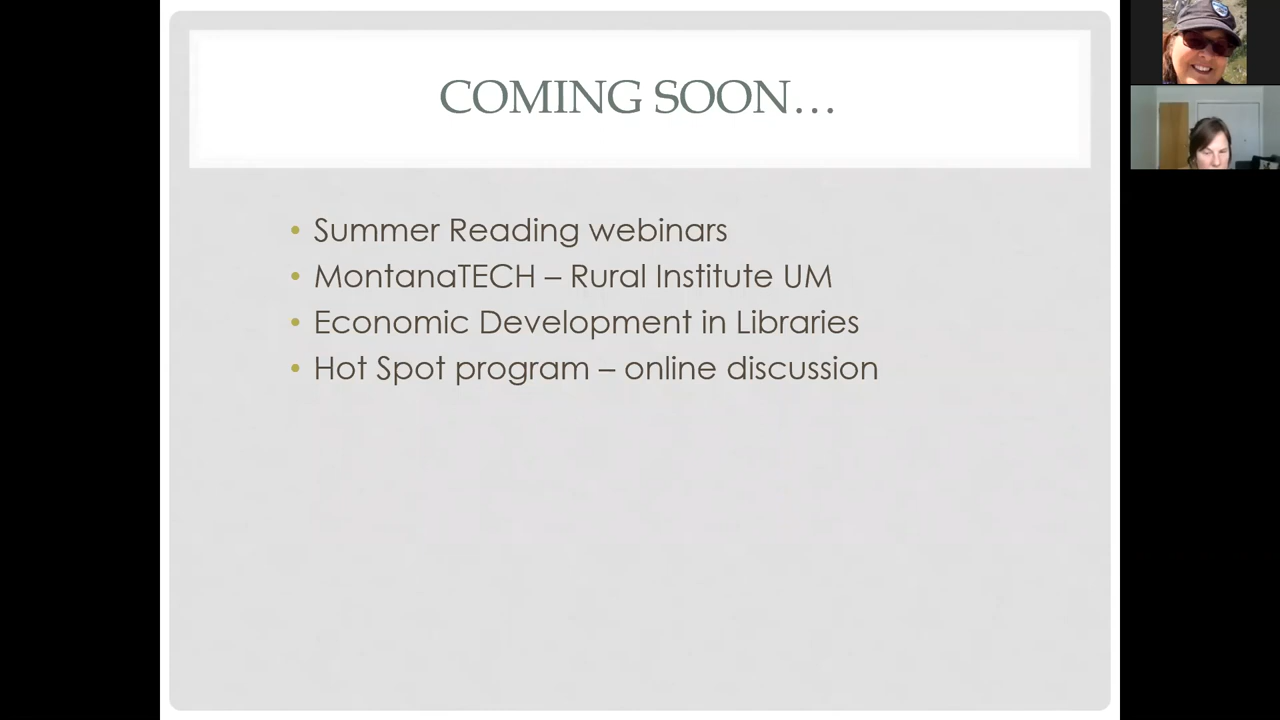 COMING SOON…
• Summer Reading webinars
• MontanaTECH – Rural Institute UM
• Economic Development in Libraries
• Hot Spot program – online discussion